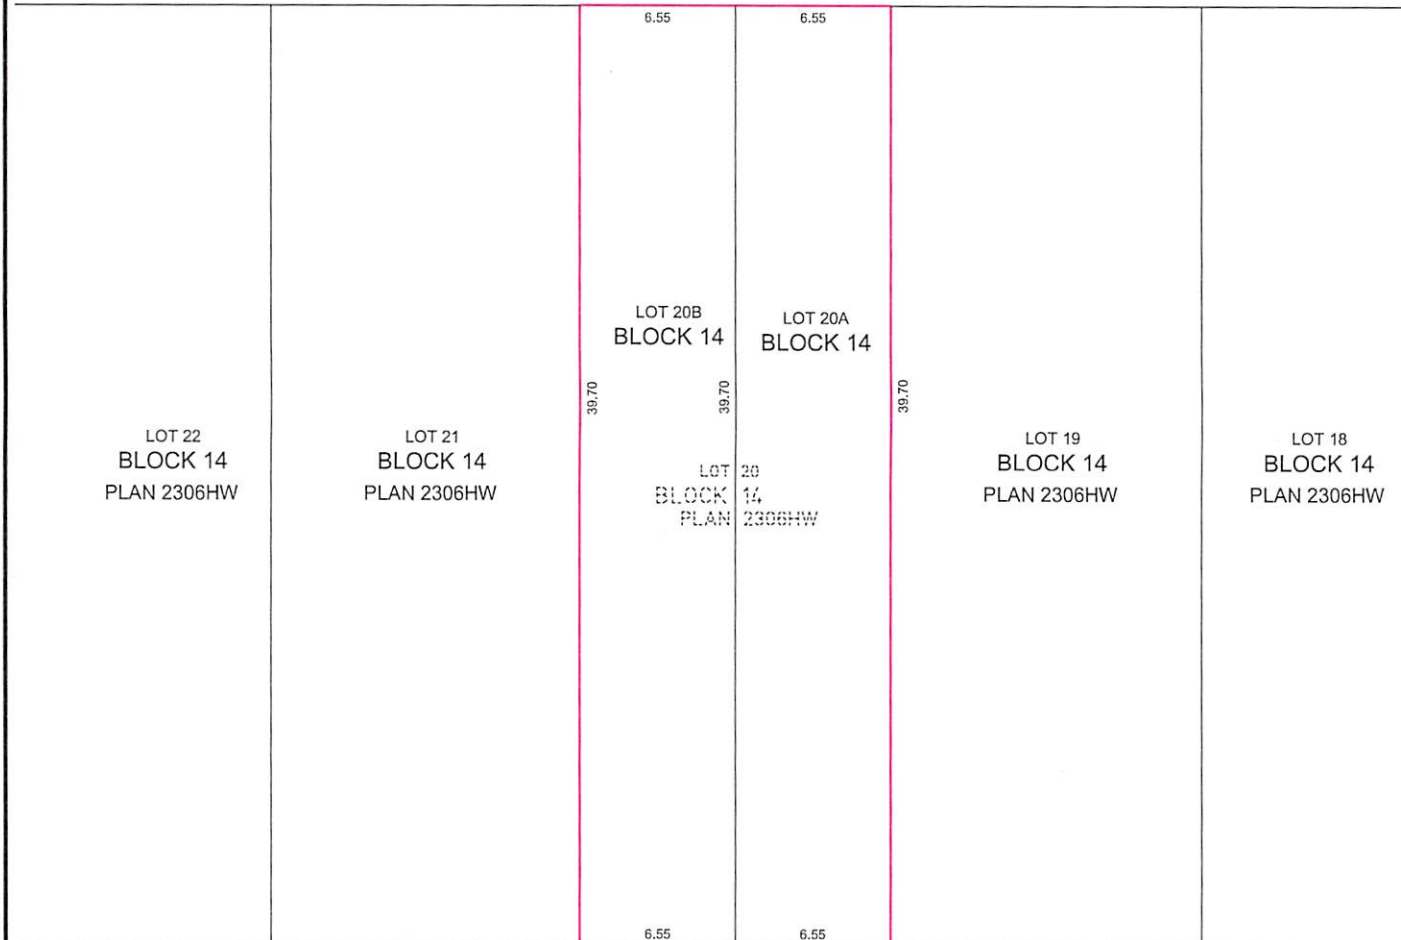 6.55
6.55
LOT 20B
BLOCK 14
LOT 20A
BLOCK 14
39.70
39.70
39.70
LOT 22
BLOCK 14
PLAN 2306HW
LOT 21
BLOCK 14
PLAN 2306HW
LOT 20
BLOCK 14
PLAN 2306HW
LOT 19
BLOCK 14
PLAN 2306HW
LOT 18
BLOCK 14
PLAN 2306HW
6.55
6.55